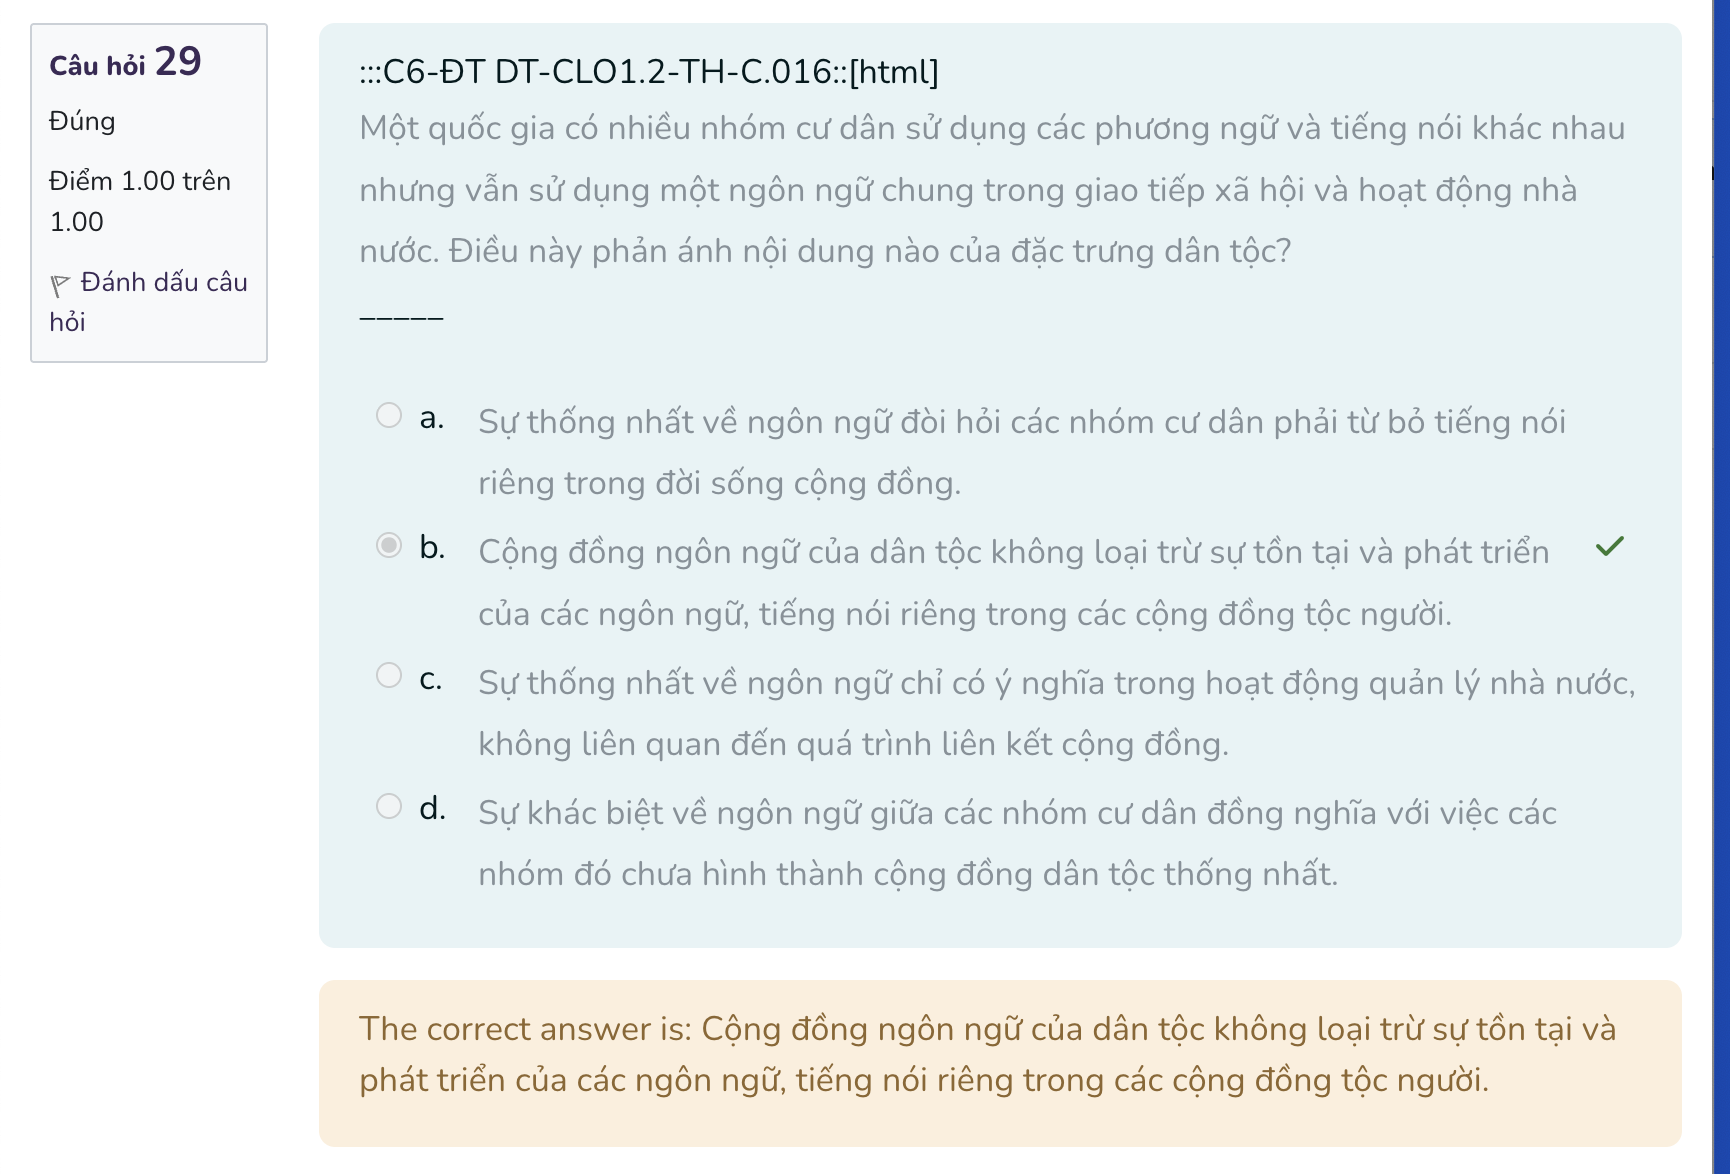 Câu hỏi 29
Đúng
Điểm 1.00 trên
1.00
Đánh dấu câu
hỏi
:::C6-ĐT DT-CLO1.2-TH-C.016::[html]
Một quốc gia có nhiều nhóm cư dân sử dụng các phương ngữ và tiếng nói khác nhau
nhưng vẫn sử dụng một ngôn ngữ chung trong giao tiếp xã hội và hoạt động nhà
nước. Điều này phản ánh nội dung nào của đặc trưng dân tộc?
_____
a. Sự thống nhất về ngôn ngữ đòi hỏi các nhóm cư dân phải từ bỏ tiếng nói
riêng trong đời sống cộng đồng.
b. Cộng đồng ngôn ngữ của dân tộc không loại trừ sự tồn tại và phát triển
của các ngôn ngữ, tiếng nói riêng trong các cộng đồng tộc người.
c. Sự thống nhất về ngôn ngữ chỉ có ý nghĩa trong hoạt động quản lý nhà nước,
không liên quan đến quá trình liên kết cộng đồng.
d. Sự khác biệt về ngôn ngữ giữa các nhóm cư dân đồng nghĩa với việc các
nhóm đó chưa hình thành cộng đồng dân tộc thống nhất.
The correct answer is: Cộng đồng ngôn ngữ của dân tộc không loại trừ sự tồn tại và
phát triển của các ngôn ngữ, tiếng nói riêng trong các cộng đồng tộc người.